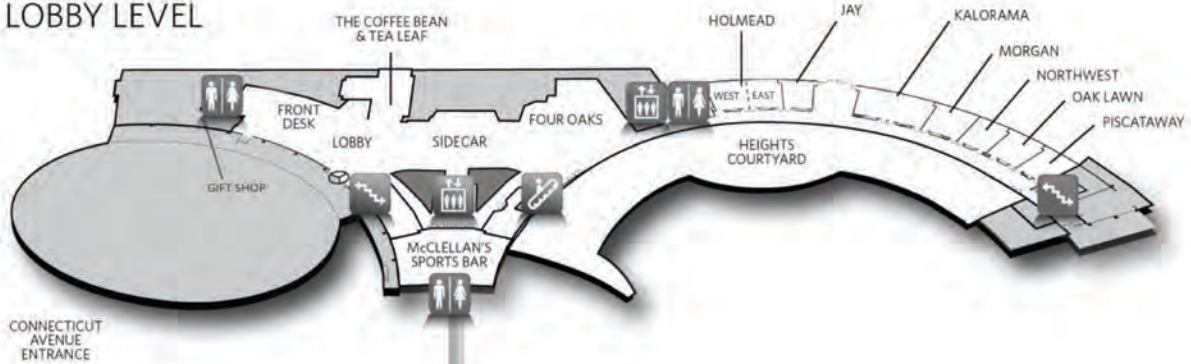 LOBBY LEVEL
THE COFFEE BEAN
& TEA LEAF
HOLMEAD
JAY
KALORAMA
MORGAN
NORTHWEST
OAK LAWN
PISCATAWAY
WEST
EAST
FRONT
DESK
LOBBY
SIDECAR
FOUR OAKS
HEIGHTS
COURTYARD
GIFT SHOP
McCLELLAN'S
SPORTS BAR
CONNECTICUT
AVENUE
ENTRANCE